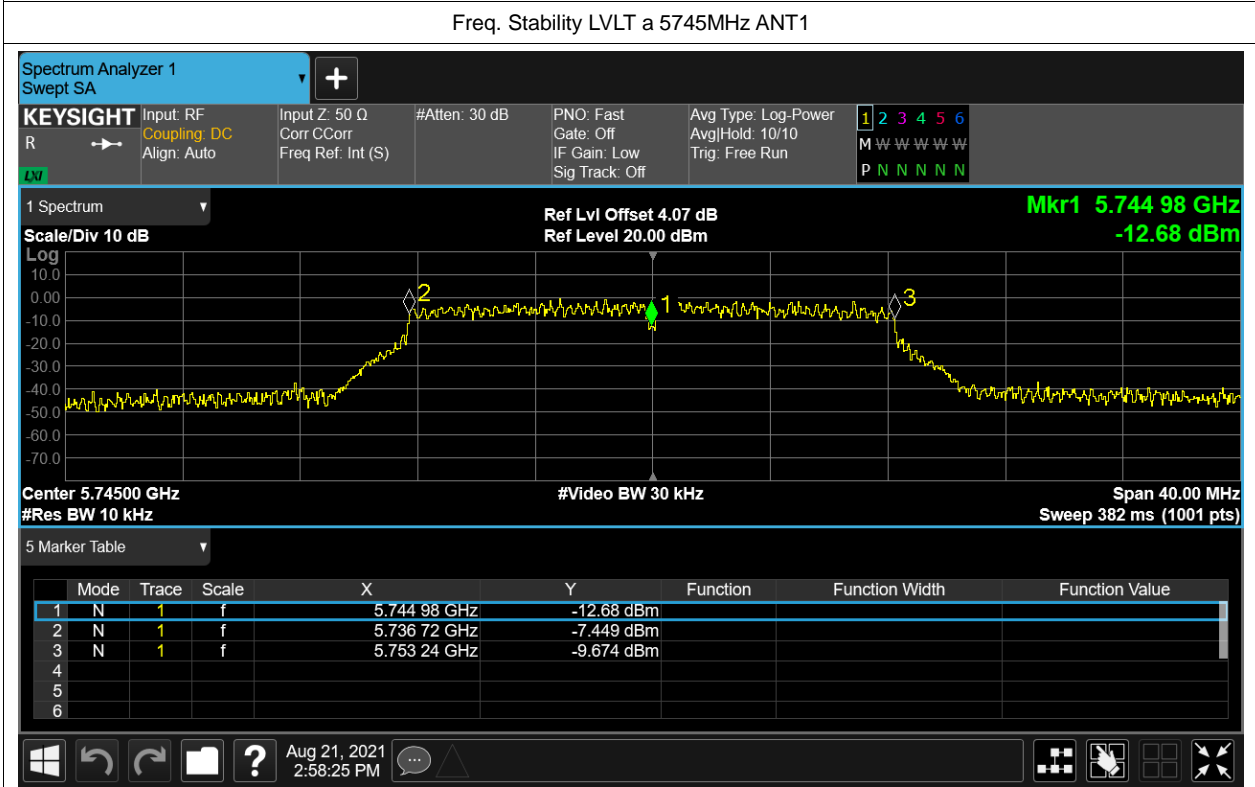 Freq. Stability LVLT a 5745MHz ANT1
Spectrum Analyzer 1
Swept SA
KEYSIGHT
R
LXI
Input: RF
Coupling: DC
Align: Auto
Input Z: 50 Ω
Corr CCorr
Freq Ref: Int (S)
#Atten: 30 dB
PNO: Fast
Gate: Off
IF Gain: Low
Sig Track: Off
Avg Type: Log-Power
Avg|Hold: 10/10
Trig: Free Run
1 2 3 4 5 6
M W W W W W
P N N N N N
1 Spectrum
Scale/Div 10 dB
Ref Lvl Offset 4.07 dB
Ref Level 20.00 dBm
Mkr1 5.744 98 GHz
-12.68 dBm
Log
10.0
0.00
-10.0
-20.0
-30.0
-40.0
-50.0
-60.0
-70.0
2
1
3
Center 5.74500 GHz
#Video BW 30 kHz
Span 40.00 MHz
#Res BW 10 kHz
Sweep 382 ms (1001 pts)
5 Marker Table
Mode Trace Scale X Y Function Function Width Function Value
1 N 1 f 5.744 98 GHz -12.68 dBm
2 N 1 f 5.736 72 GHz -7.449 dBm
3 N 1 f 5.753 24 GHz -9.674 dBm
4
5
6
?
Aug 21, 2021
2:58:25 PM